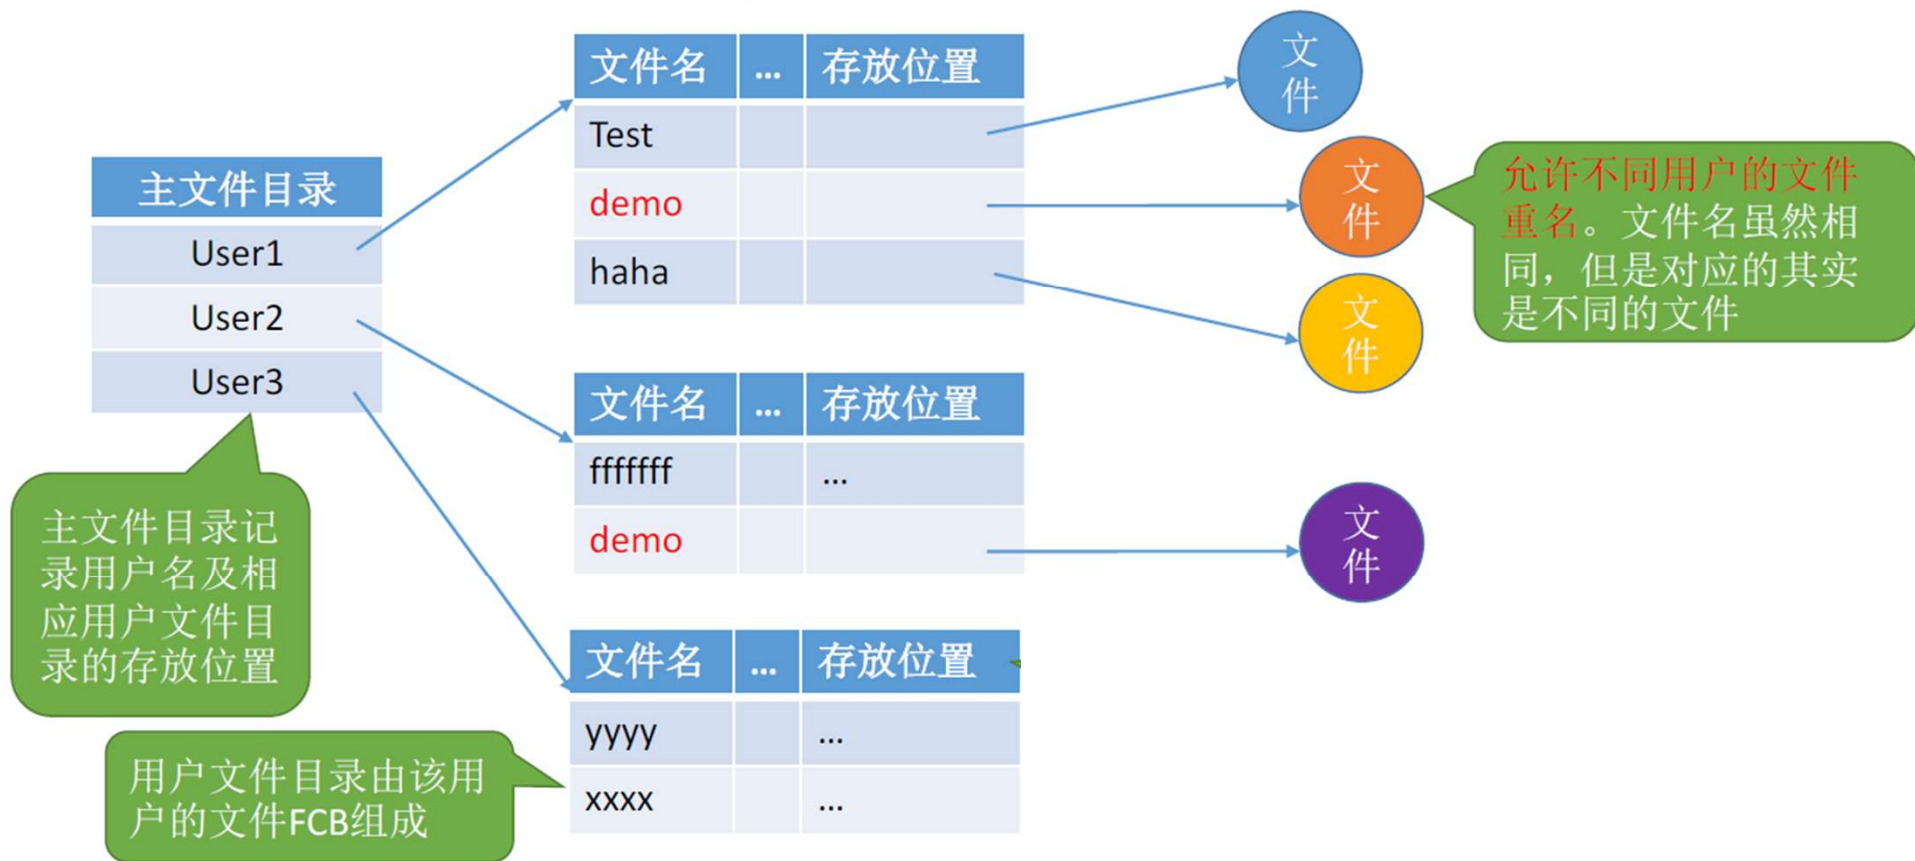 主文件目录
User1
User2
User3
主文件目录记
录用户名及相
应用户文件目
录的存放位置
文件名 ... 存放位置
Test
demo
haha
文件名 ... 存放位置
fffffff ...
demo
文件名 ... 存放位置
yyyy ...
xxxx ...
用户文件目录由该用
户的文件FCB组成
文
件
文
件
文
件
文
件
允许不同用户的文件
重名。文件名虽然相
同，但是对应的其实
是不同的文件